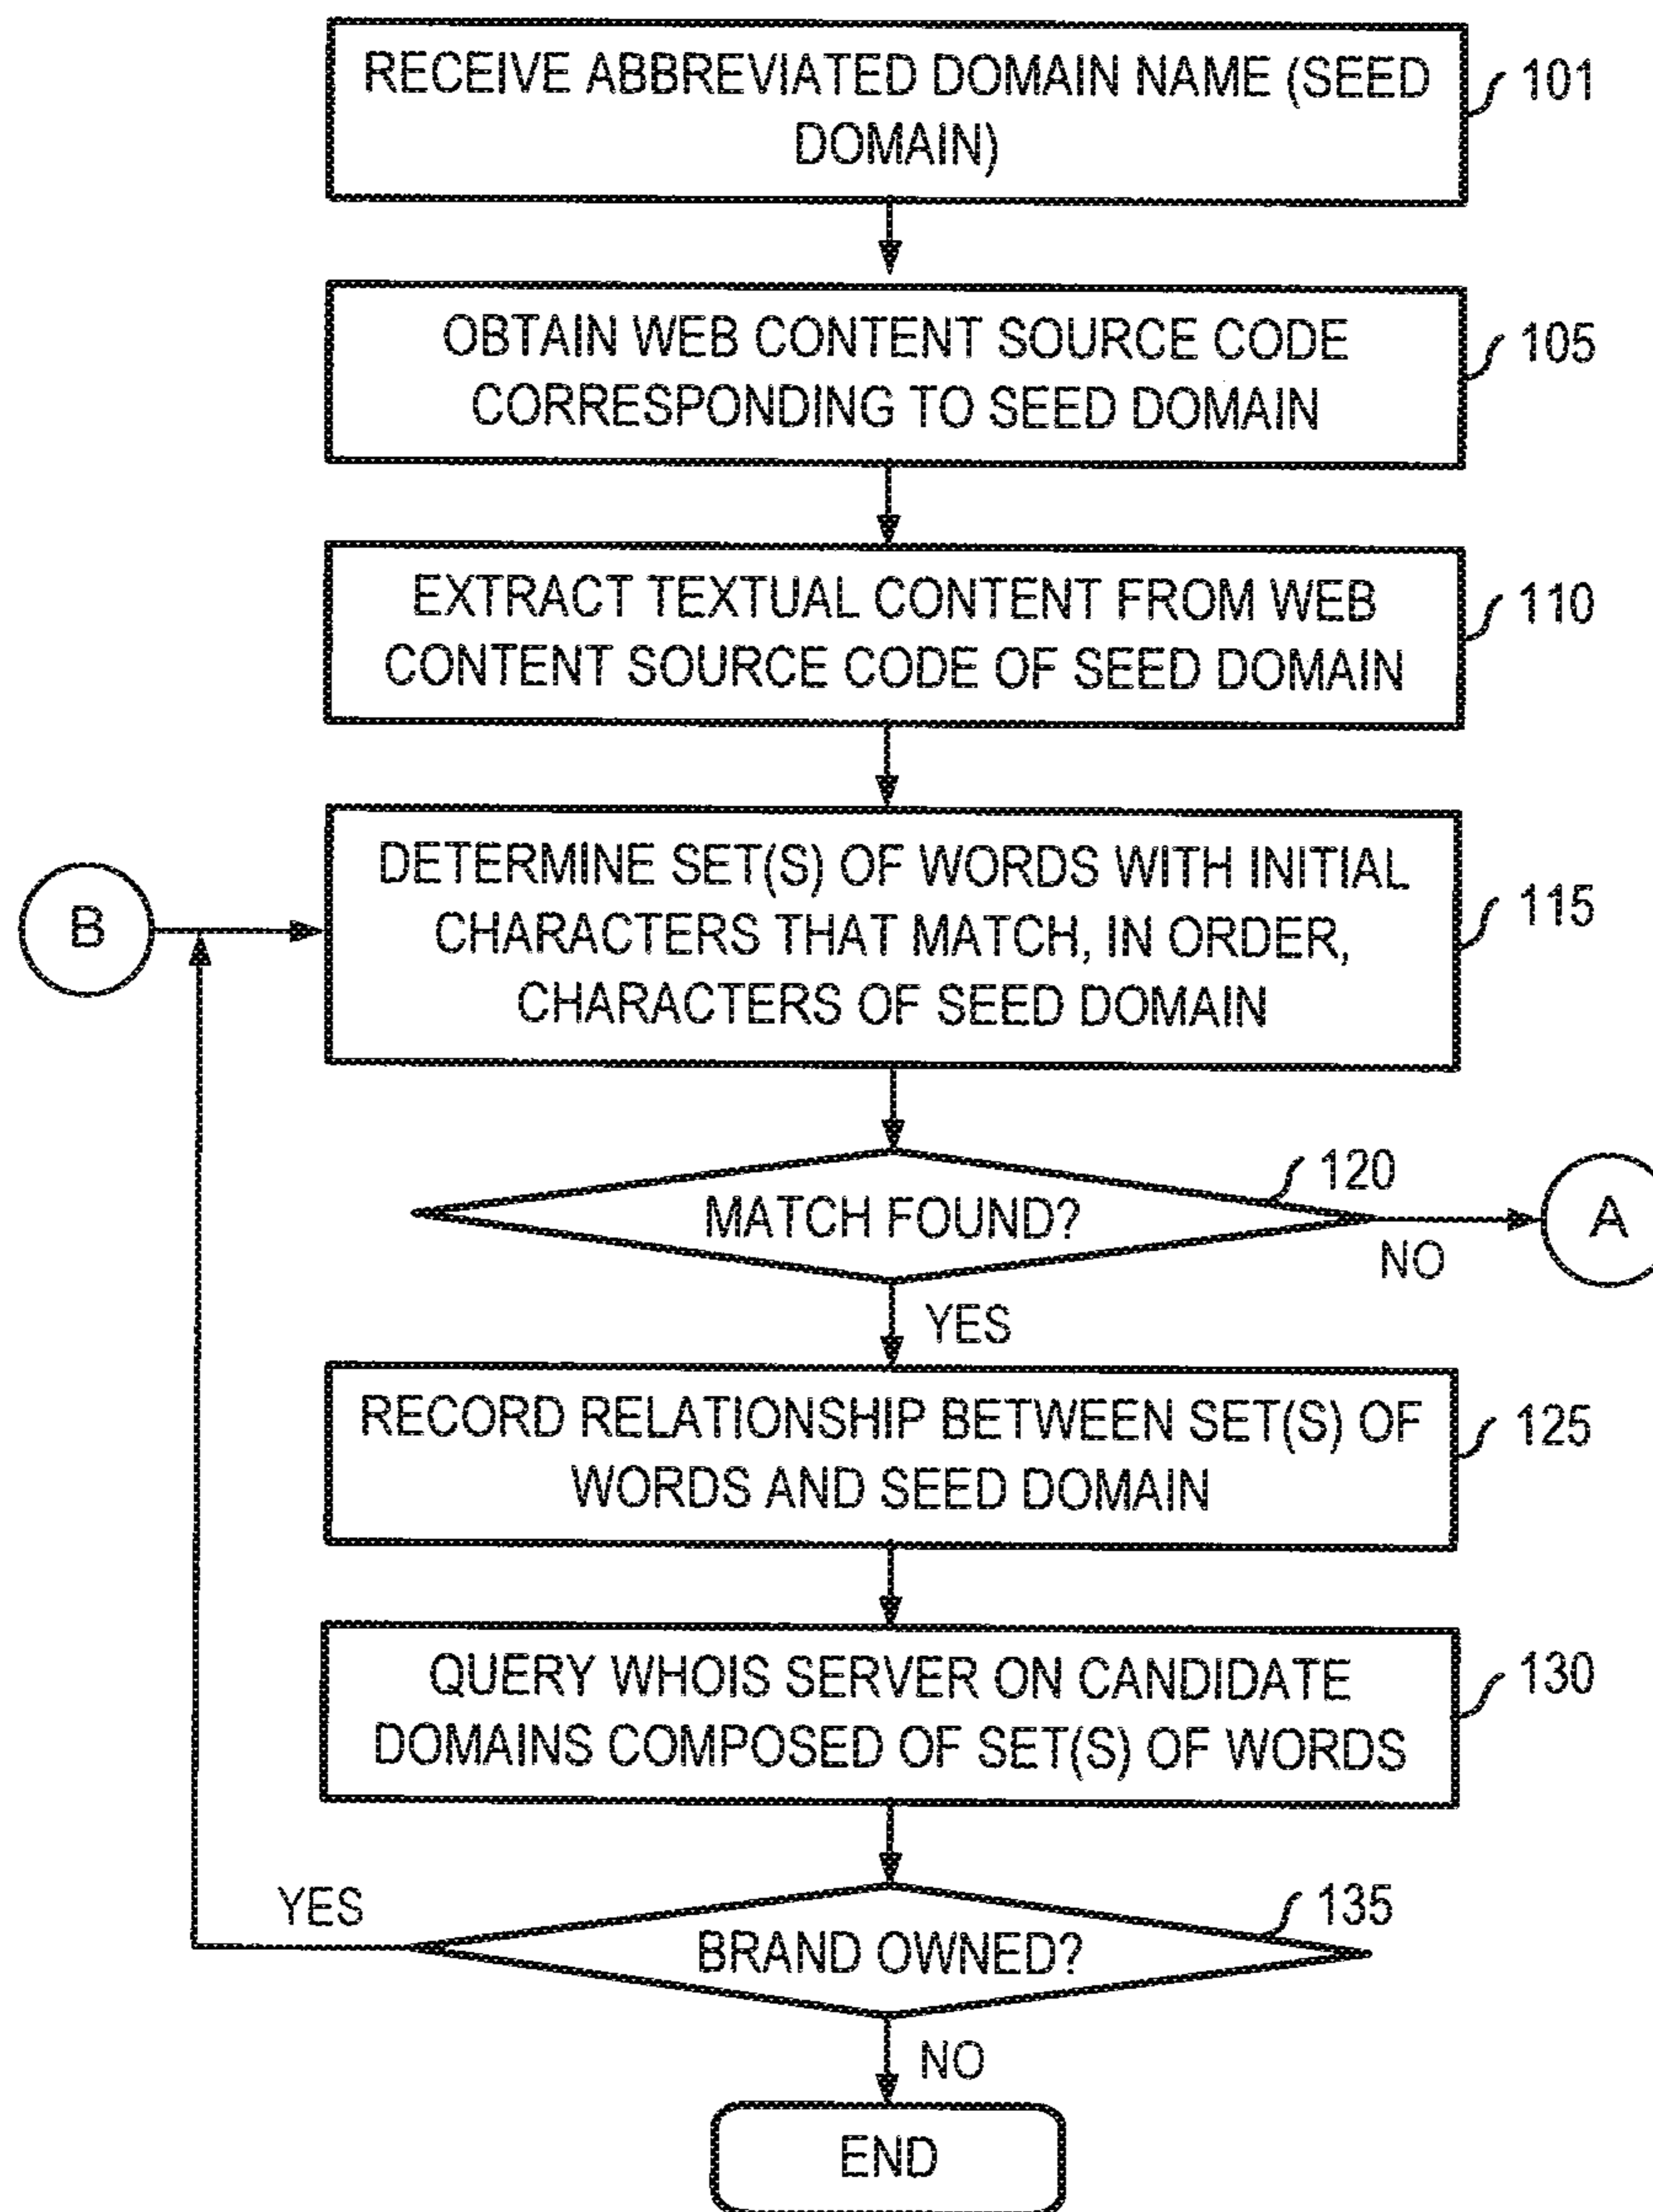 RECEIVE ABBREVIATED DOMAIN NAME (SEED
DOMAIN)
101
OBTAIN WEB CONTENT SOURCE CODE
CORRESPONDING TO SEED DOMAIN
105
EXTRACT TEXTUAL CONTENT FROM WEB
CONTENT SOURCE CODE OF SEED DOMAIN
110
B
DETERMINE SET(S) OF WORDS WITH INITIAL
CHARACTERS THAT MATCH, IN ORDER,
CHARACTERS OF SEED DOMAIN
115
MATCH FOUND?
120
NO
A
YES
RECORD RELATIONSHIP BETWEEN SET(S) OF
WORDS AND SEED DOMAIN
125
QUERY WHOIS SERVER ON CANDIDATE
DOMAINS COMPOSED OF SET(S) OF WORDS
130
YES
BRAND OWNED?
135
NO
END